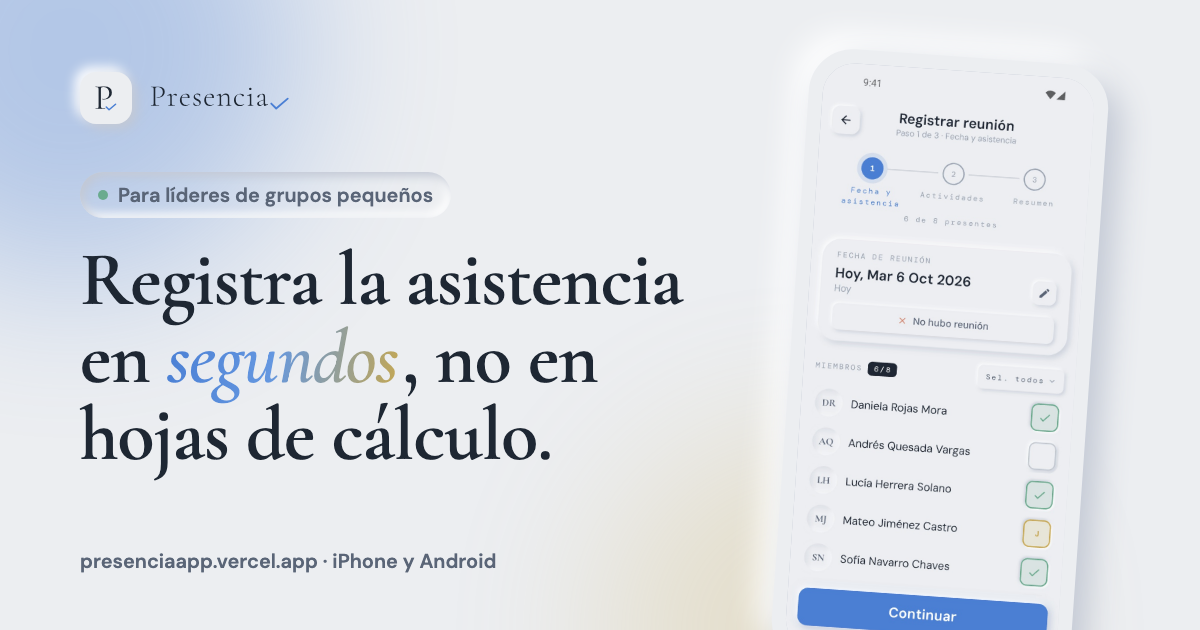 P
Presencia
Para líderes de grupos pequeños
Registra la asistencia
en segundos, no en
hojas de cálculo.
presenciaapp.vercel.app · iPhone y Android
9:41
Registrar reunión
Paso 1 de 3 · Fecha y asistencia
1
2
3
Fecha y
asistencia
Actividades
Resumen
6 de 8 presentes
FECHA DE REUNIÓN
Hoy, Mar 6 Oct 2026
Hoy
No hubo reunión
MIEMBROS 6/8
Sel. todos
DR Daniela Rojas Mora
AQ Andrés Quesada Vargas
LH Lucía Herrera Solano
MJ Mateo Jiménez Castro J
SN Sofía Navarro Chaves
Continuar